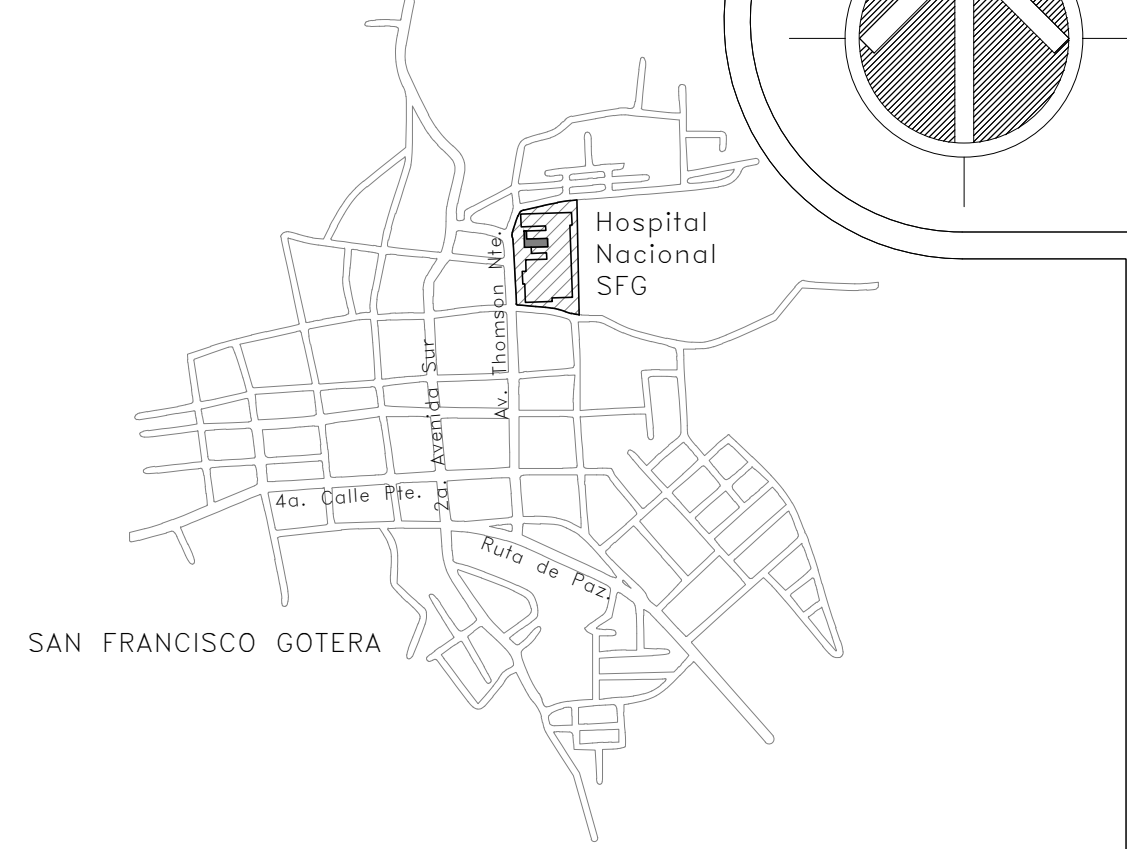 Hospital
Nacional
SFG
Av. Thomson Nte.
2a. Avenida Sur
4a. Calle Pte.
Ruta de Paz.
SAN FRANCISCO GOTERA